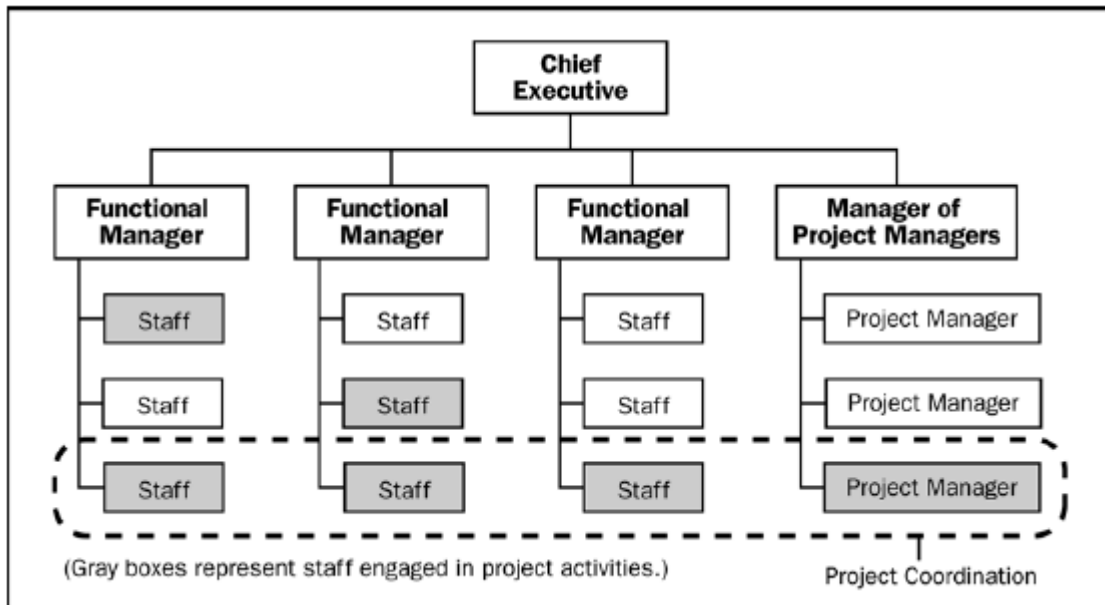 Chief
Executive
Functional
Manager
Functional
Manager
Functional
Manager
Manager of
Project Managers
Staff
Staff
Staff
Project Manager
Staff
Staff
Staff
Project Manager
Staff
Staff
Staff
Project Manager
(Gray boxes represent staff engaged in project activities.)
Project Coordination